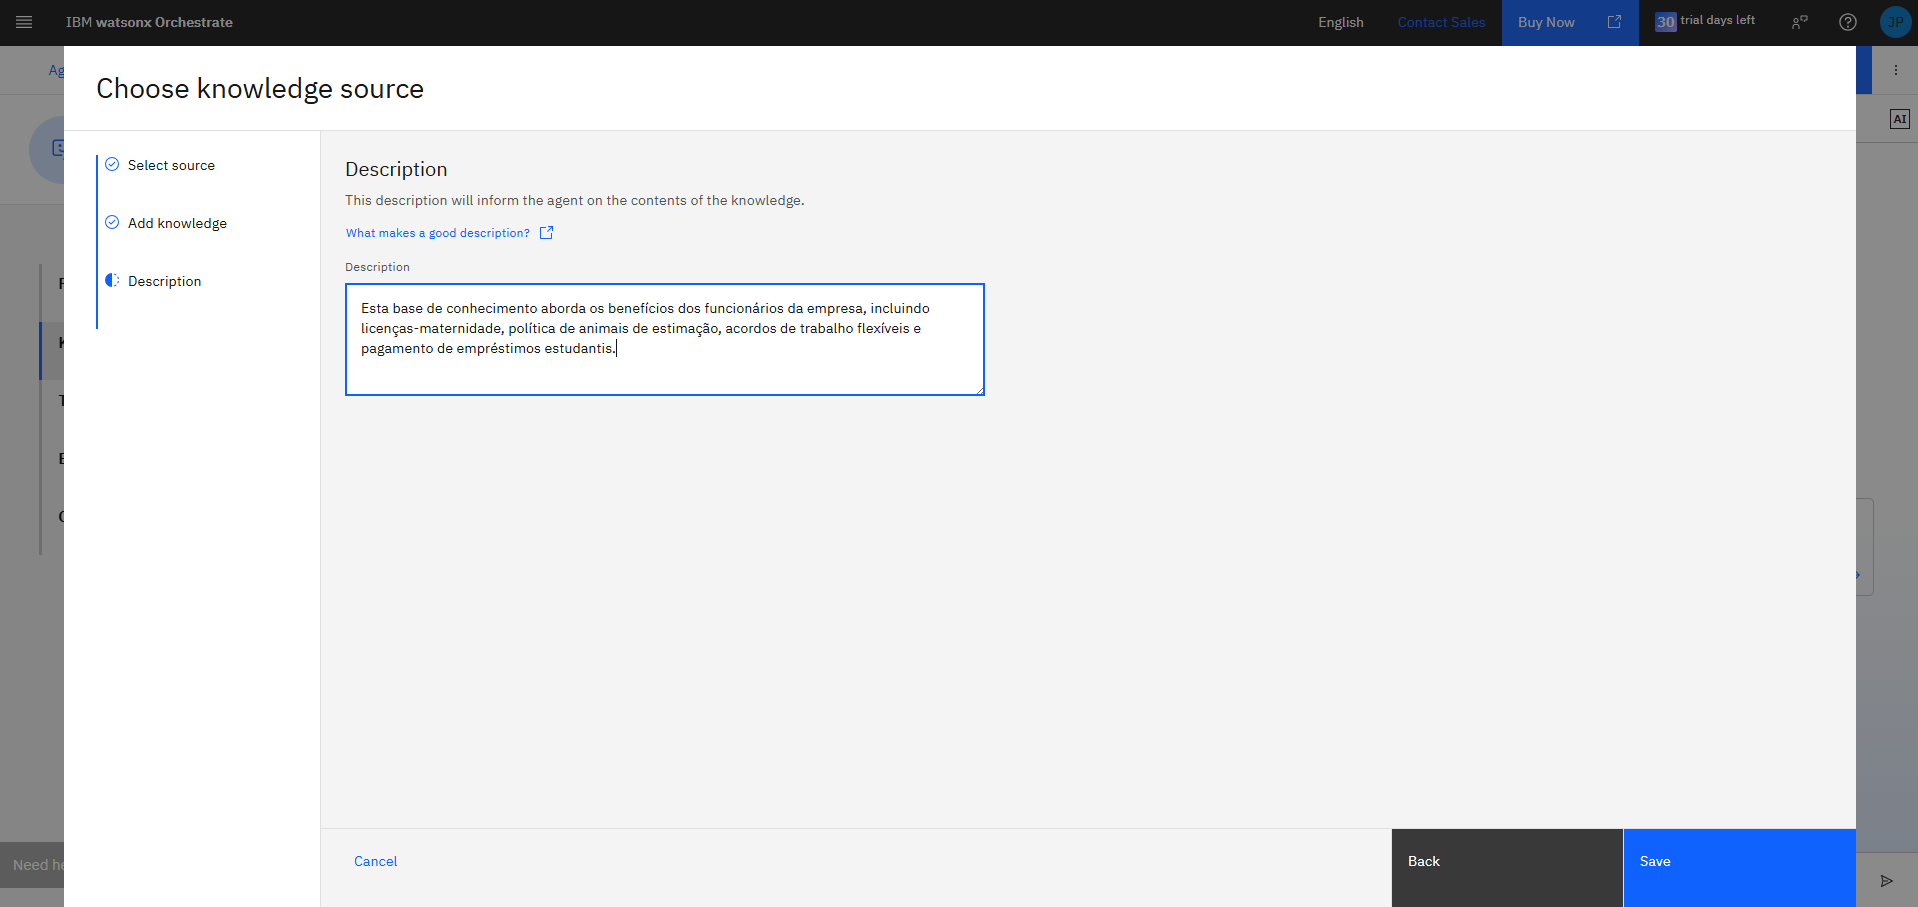 IBM watsonx Orchestrate
English
Contact Sales
Buy Now
30 trial days left
JP
Ag
AI
Choose knowledge source
Select source
Add knowledge
Description
Description
This description will inform the agent on the contents of the knowledge.
What makes a good description?
Description
Esta base de conhecimento aborda os benefícios dos funcionários da empresa, incluindo
licenças-maternidade, política de animais de estimação, acordos de trabalho flexíveis e
pagamento de empréstimos estudantis.
Need he
Cancel
Back
Save